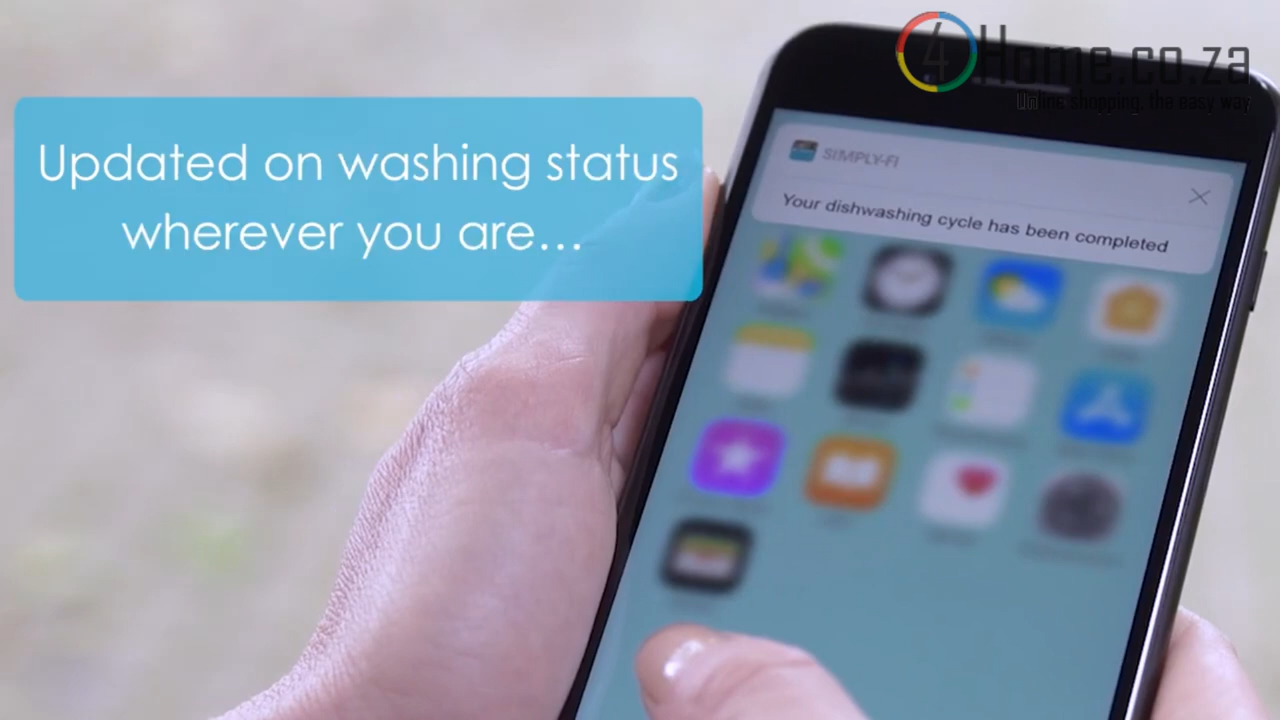 4Home.co.za
Online shopping, the easy way
Updated on washing status
wherever you are...
SIMPLY-FI
Your dishwashing cycle has been completed